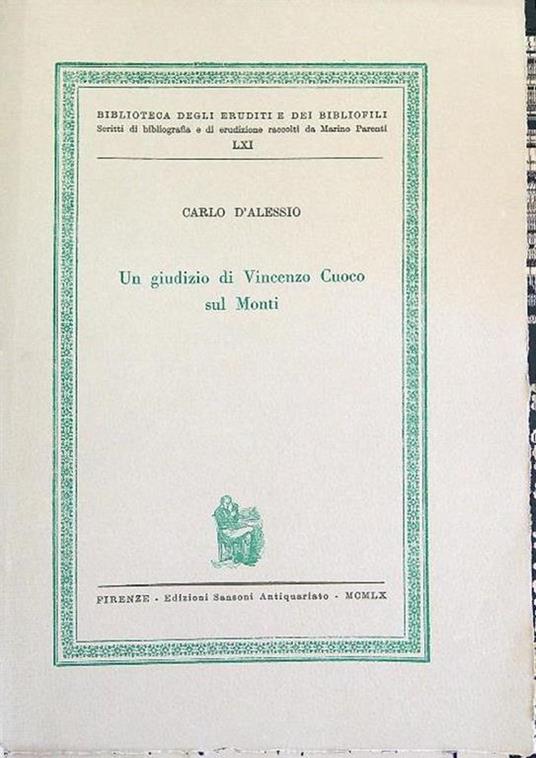 BIBLIOTECA DEGLI ERUDITI E DEI BIBLIOFILI
Scritti di bibliografia e di erudizione raccolti da Marino Parenti
LXI
CARLO D'ALESSIO
Un giudizio di Vincenzo Cuoco
sul Monti
FIRENZE - Edizioni Sansoni Antiquariato - MCMLX